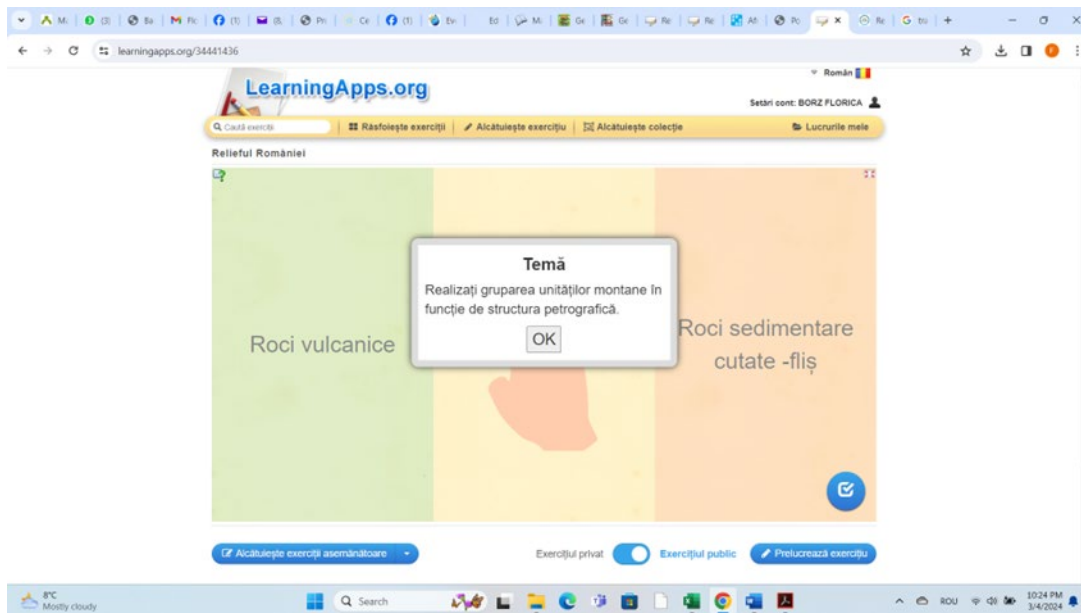 learningapps.org/34441436
LearningApps.org
Român
Setări cont: BORZ FLORICA
Caută exerciții
Răsfoiește exerciții
Alcătuiește exercițiu
Alcătuiește colecție
Lucrurile mele
Relieful României
Temă
Realizați gruparea unităților montane în
funcție de structura petrografică.
OK
Roci vulcanice
Roci sedimentare
cutate -fliș
Alcătuiește exerciții asemănătoare
Exercițiul privat
Exercițiul public
Prelucrează exercițiu
8°C
Mostly cloudy
Search
ROU
10:24 PM
3/4/2024